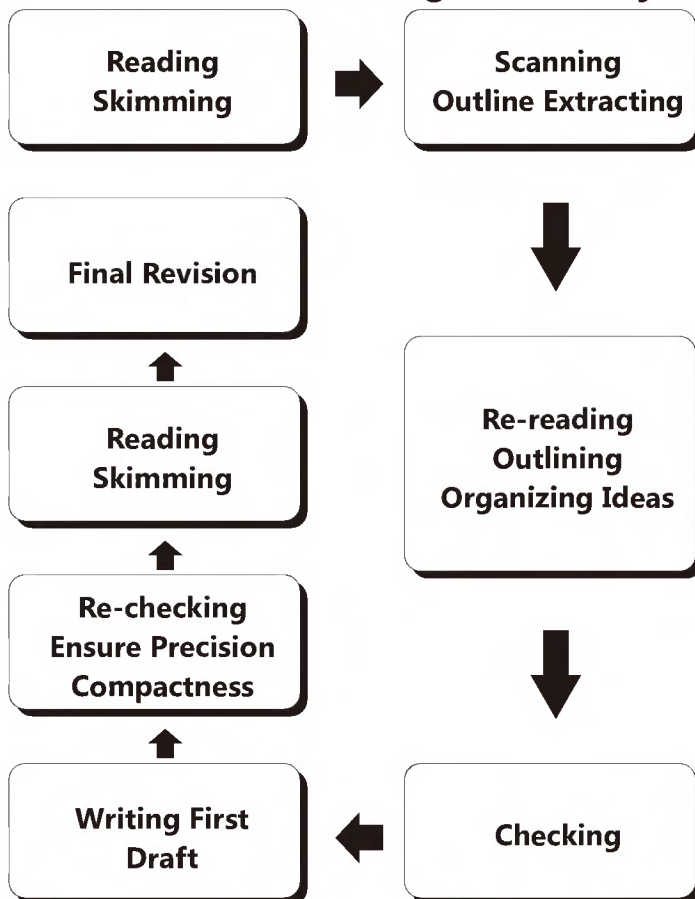 Reading
Skimming
Scanning
Outline Extracting
Re-reading
Outlining
Organizing Ideas
Checking
Writing First
Draft
Re-checking
Ensure Precision
Compactness
Reading
Skimming
Final Revision